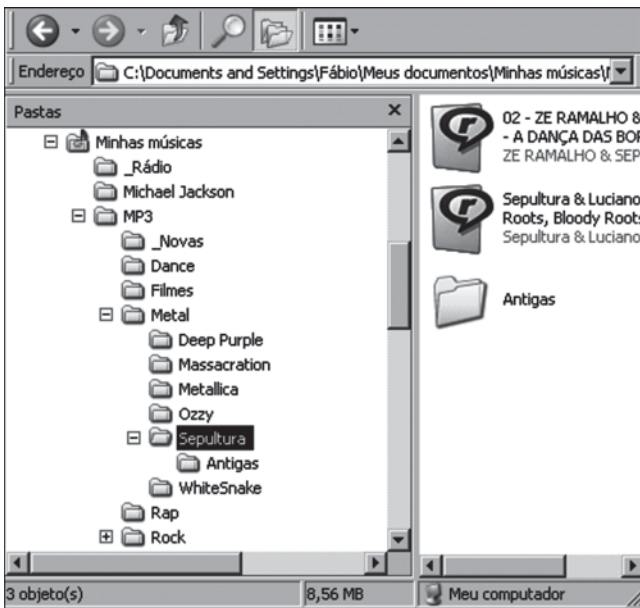 Endereço C:\Documents and Settings\Fábio\Meus documentos\Minhas músicas\
Pastas
Minhas músicas
_Rádio
Michael Jackson
MP3
_Novas
Dance
Filmes
Metal
Deep Purple
Massacration
Metallica
Ozzy
Sepultura
Antigas
WhiteSnake
Rap
Rock
02 - ZE RAMALHO &
- A DANÇA DAS BOR
ZE RAMALHO & SEP
Sepultura & Luciano
Roots, Bloody Roots
Sepultura & Luciano
Antigas
3 objeto(s) 8,56 MB Meu computador